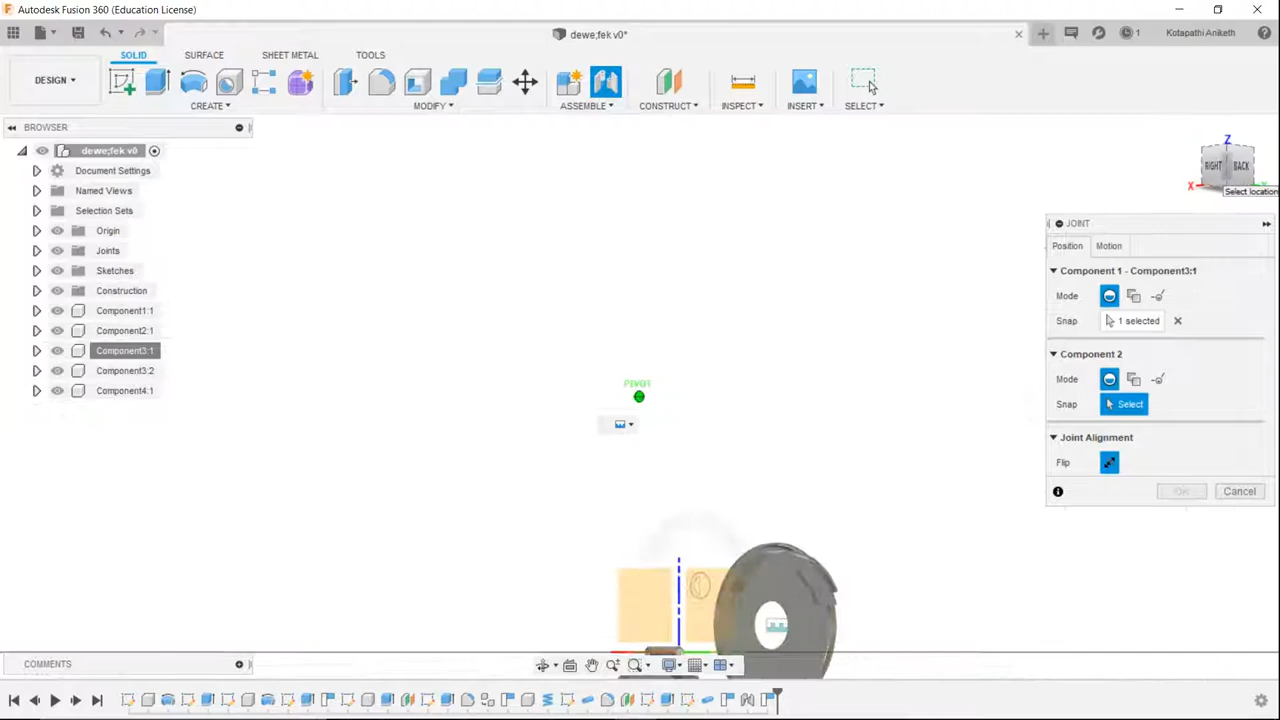 Autodesk Fusion 360 (Education License)
dewe;fek v0*
1
Kotapathi Aniketh
DESIGN
SOLID
SURFACE
SHEET METAL
TOOLS
CREATE
MODIFY
ASSEMBLE
CONSTRUCT
INSPECT
INSERT
SELECT
BROWSER
dewe;fek v0
Document Settings
Named Views
Selection Sets
Origin
Joints
Sketches
Construction
Component1:1
Component2:1
Component3:1
Component3:2
Component4:1
Z
RIGHT
BACK
X
Select location
JOINT
Position
Motion
Component 1 - Component3:1
Mode
Snap
1 selected
Component 2
Mode
Snap
Select
Joint Alignment
Flip
OK
Cancel
PIVOT
COMMENTS